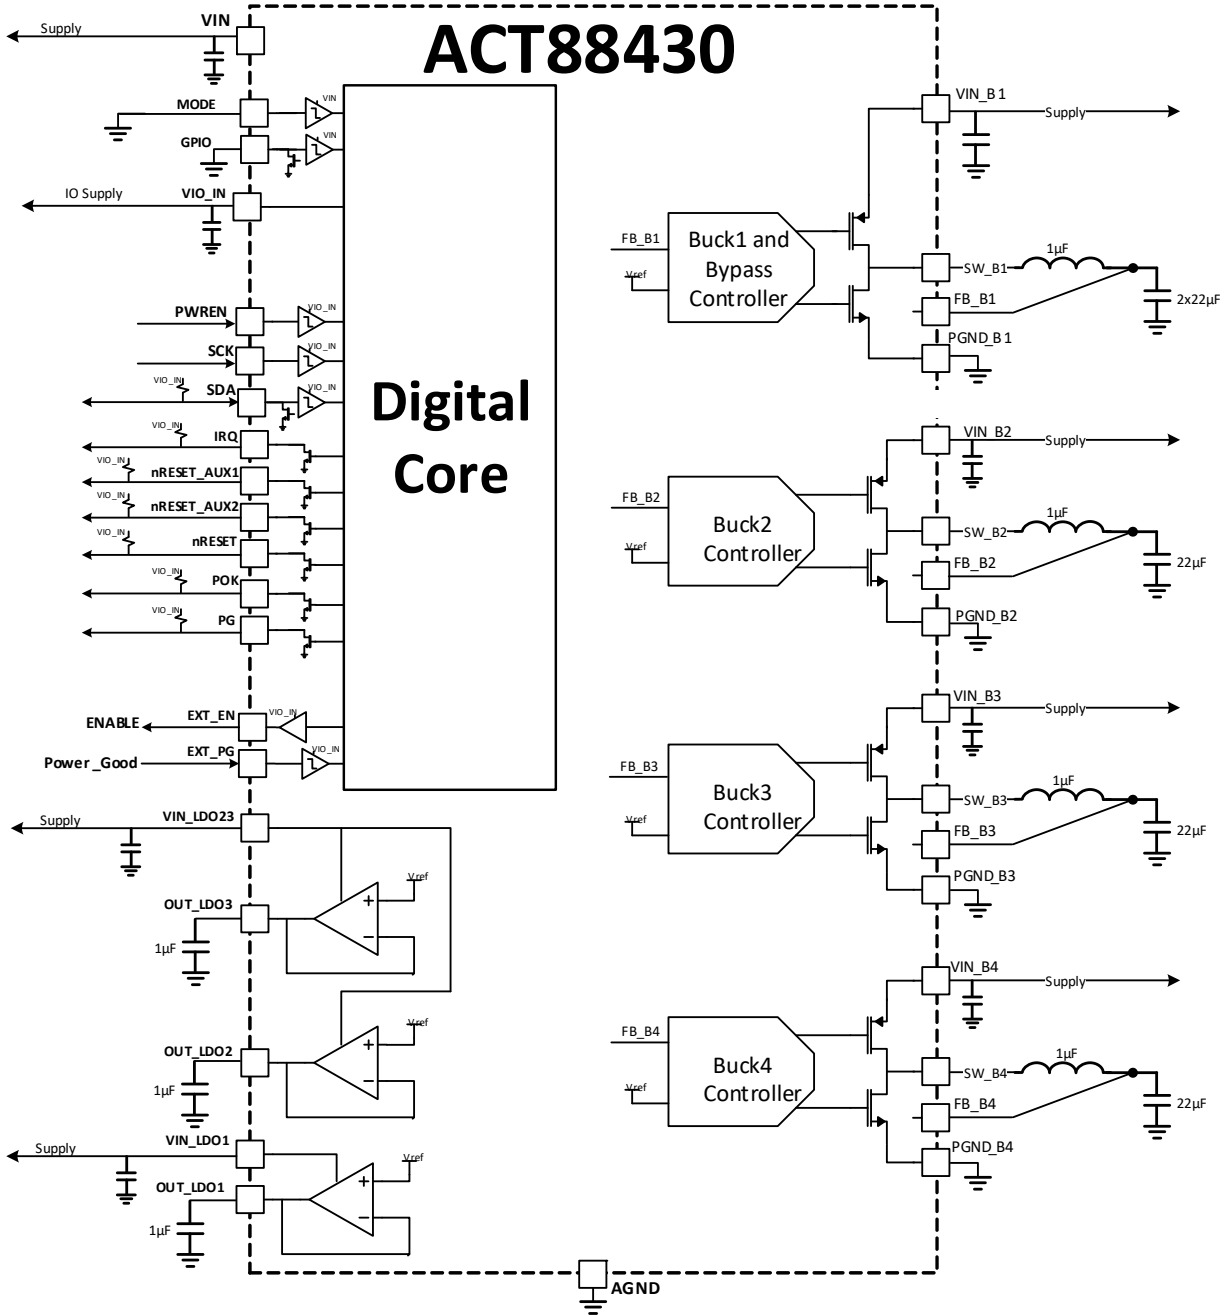 ACT88430
VIN
Supply
MODE
VIN
GPIO
VIN
IO Supply
VIO_IN
PWREN
VIO_IN
SCK
VIO_IN
VIO_IN
SDA
VIO_IN
VIO_IN
IRQ
VIO_IN
nRESET_AUX1
VIO_IN
nRESET_AUX2
VIO_IN
nRESET
VIO_IN
POK
VIO_IN
PG
Digital
Core
ENABLE
EXT_EN
VIO_IN
Power_Good
EXT_PG
VIO_IN
Supply
VIN_LDO23
Vref
OUT_LDO3
+
−
1µF
Vref
OUT_LDO2
+
−
1µF
Supply
VIN_LDO1
Vref
OUT_LDO1
+
−
1µF
AGND
VIN_B1
Supply
FB_B1
Vref
Buck1 and
Bypass
Controller
SW_B1
1µF
FB_B1
2x22µF
PGND_B1
VIN_B2
Supply
FB_B2
Vref
Buck2
Controller
SW_B2
1µF
FB_B2
22µF
PGND_B2
VIN_B3
Supply
FB_B3
Vref
Buck3
Controller
SW_B3
1µF
FB_B3
22µF
PGND_B3
VIN_B4
Supply
FB_B4
Vref
Buck4
Controller
SW_B4
1µF
FB_B4
22µF
PGND_B4